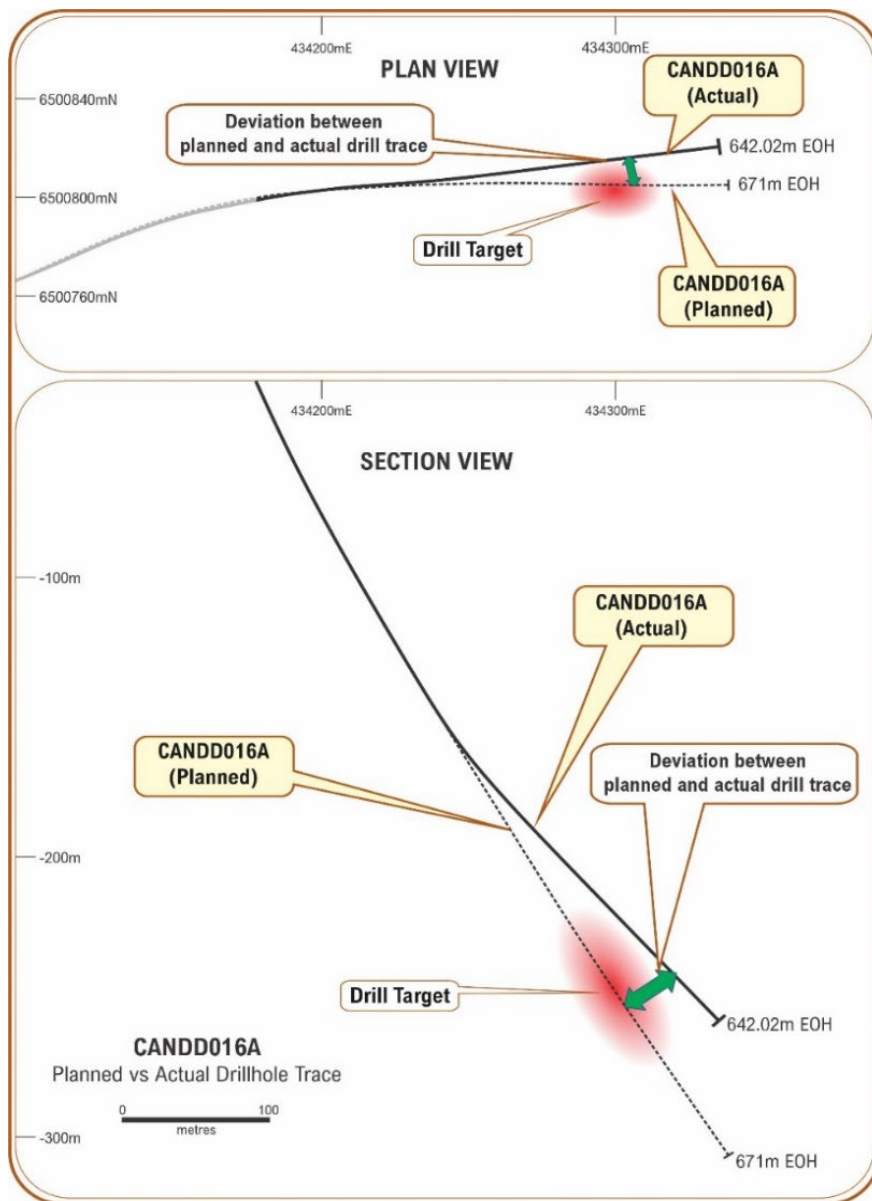 434200mE
434300mE
PLAN VIEW
CANDD016A
(Actual)
6500840mN
Deviation between
planned and actual drill trace
642.02m EOH
671m EOH
6500800mN
Drill Target
CANDD016A
(Planned)
6500760mN
434200mE
434300mE
SECTION VIEW
-100m
CANDD016A
(Actual)
CANDD016A
(Planned)
Deviation between
planned and actual drill trace
-200m
Drill Target
642.02m EOH
CANDD016A
Planned vs Actual Drillhole Trace
0
100
metres
-300m
671m EOH